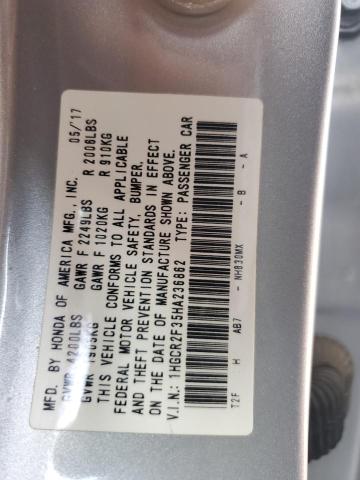 MFD. BY HONDA OF AMERICA MFG., INC. 05/17
GVWR 4200LBS GAWR F 2249LBS R 2006LBS
GVWR 1905KG GAWR F 1020KG R 910KG
THIS VEHICLE CONFORMS TO ALL APPLICABLE
FEDERAL MOTOR VEHICLE SAFETY, BUMPER,
AND THEFT PREVENTION STANDARDS IN EFFECT
ON THE DATE OF MANUFACTURE SHOWN ABOVE.
V.I.N.: 1HGCR2F35HA236862 TYPE: PASSENGER CAR
T2F H AB7 - NH830MX - B - A